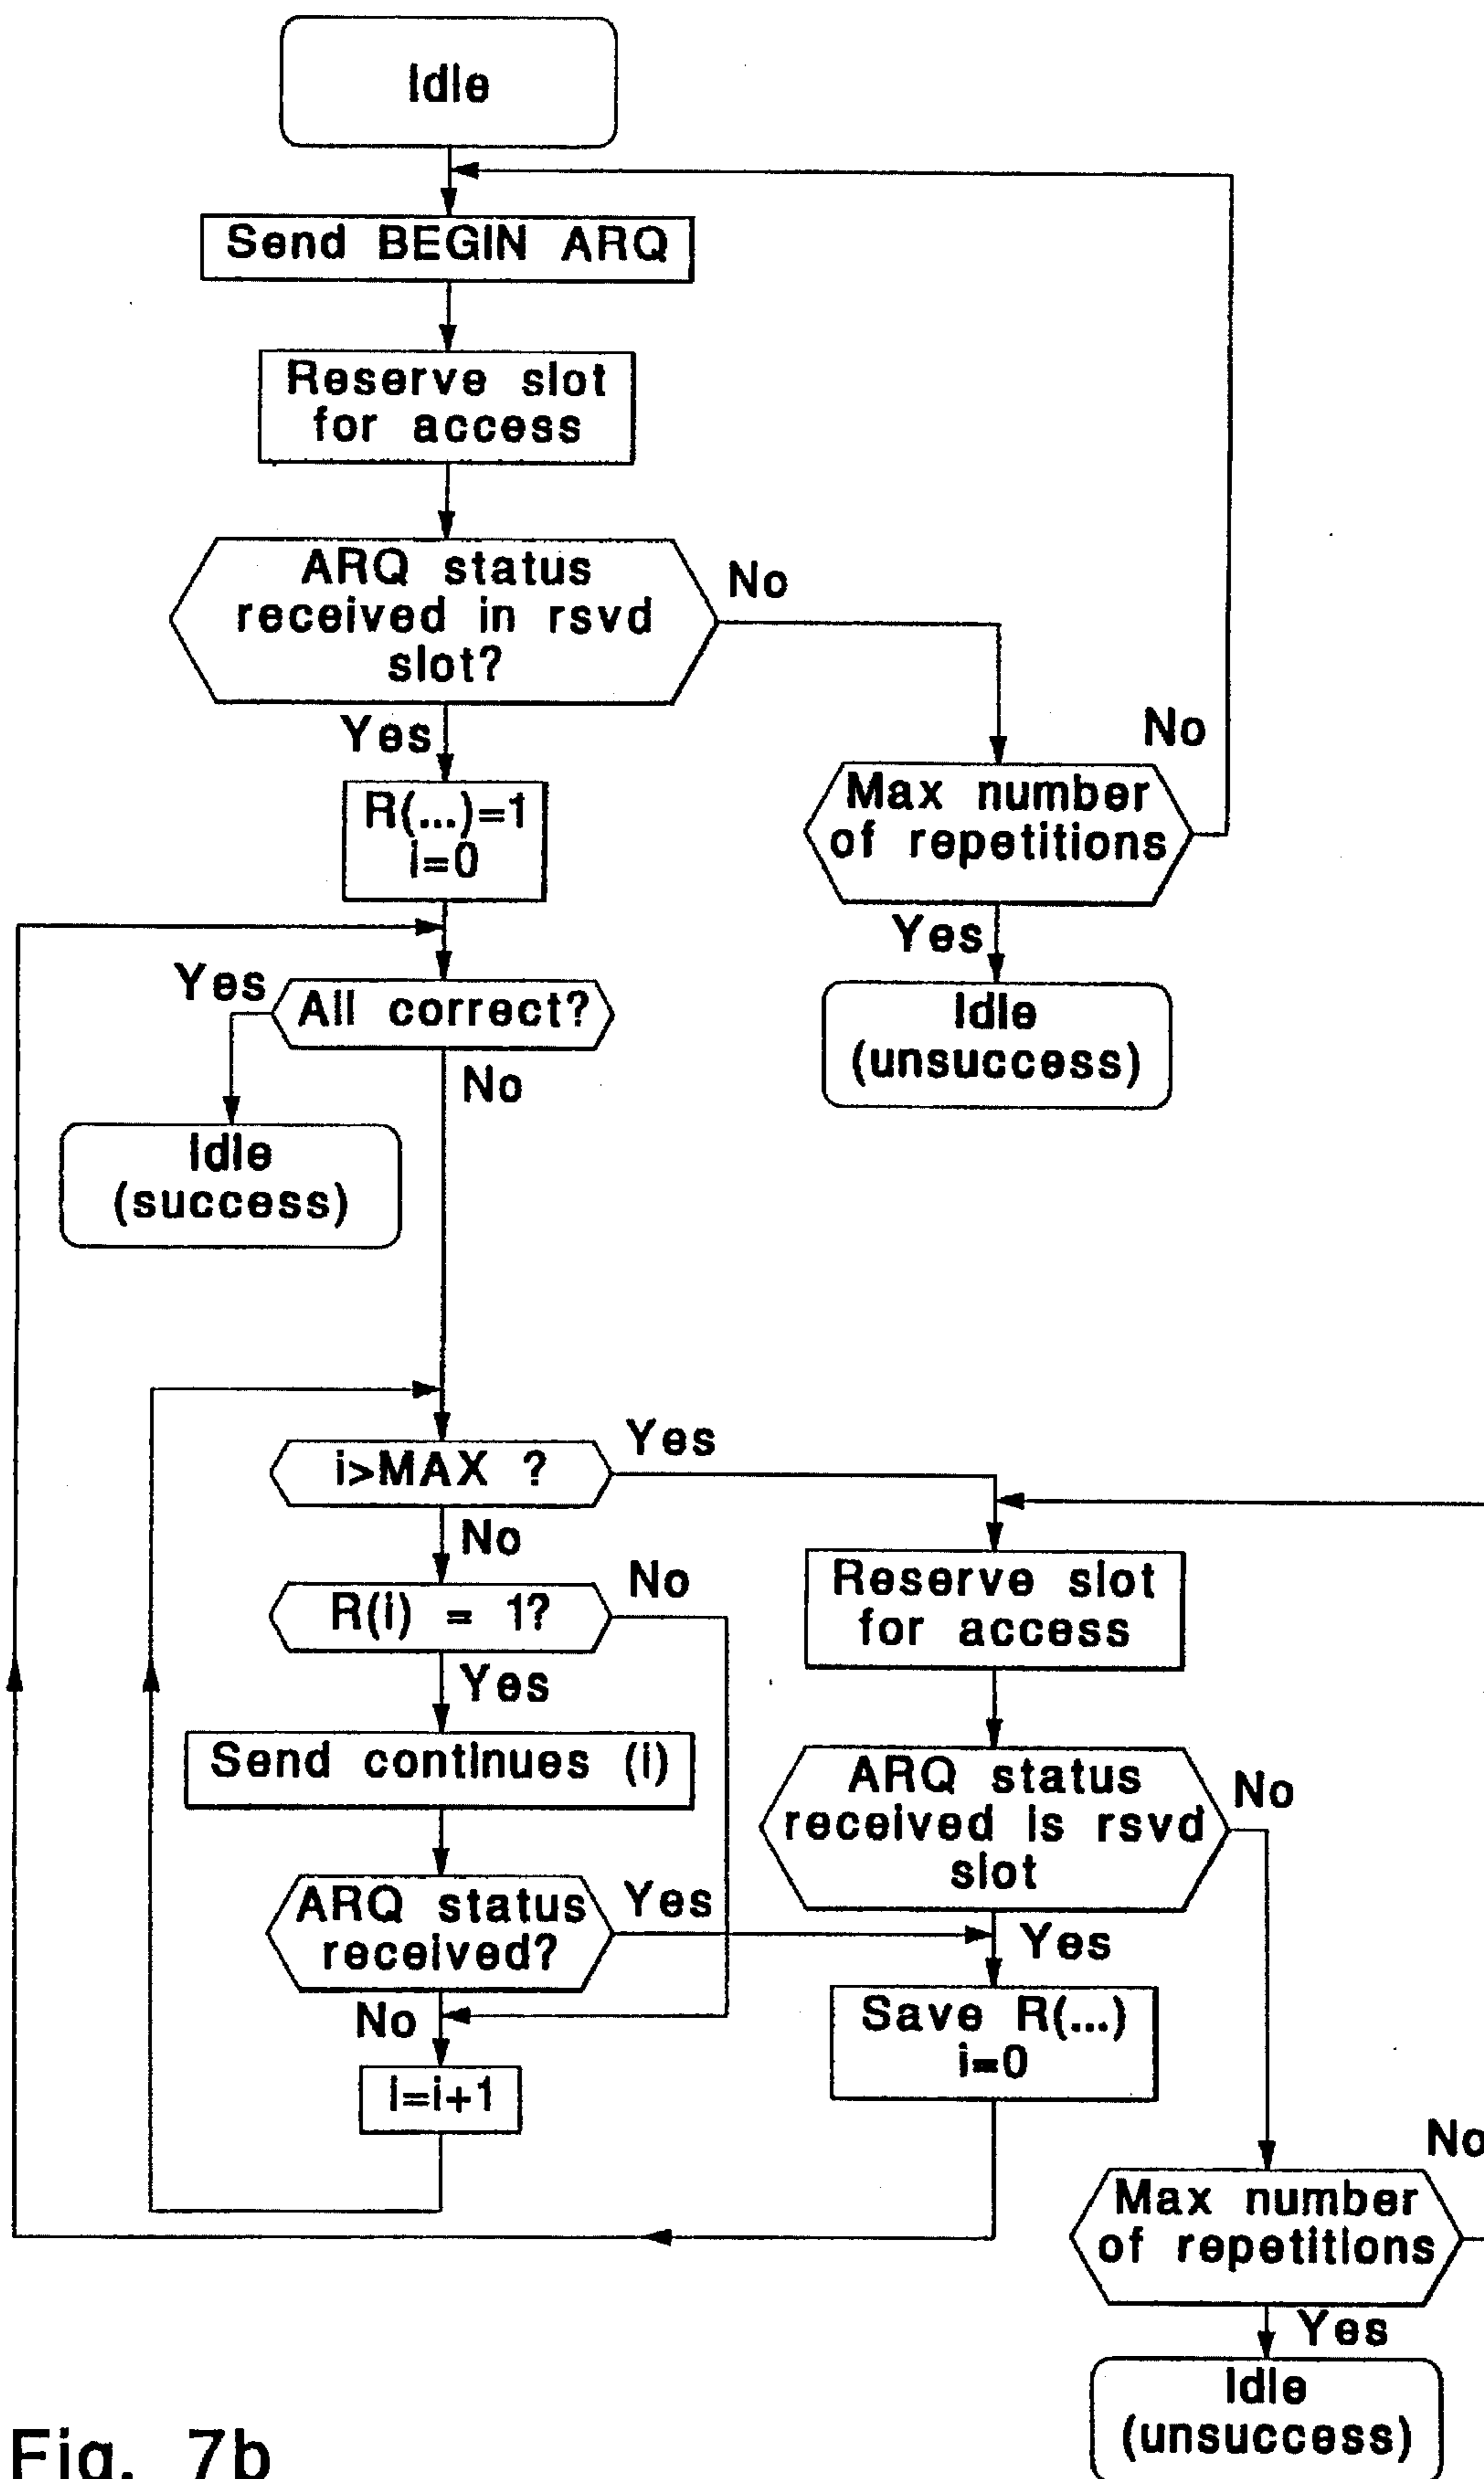 Idle
Send BEGIN ARQ
Reserve slot
for access
ARQ status
received in rsvd
slot?
No
Yes
R(...)=1
i=0
No
Max number
of repetitions
Yes
Idle
(unsuccess)
Yes
All correct?
No
Idle
(success)
i>MAX ?
Yes
No
R(i) = 1?
No
Yes
Reserve slot
for access
Send continues (i)
ARQ status
received is rsvd
slot
No
ARQ status
received?
Yes
Yes
No
Save R(...)
i=0
i=i+1
No
Max number
of repetitions
Yes
Idle
(unsuccess)
Fig. 7b